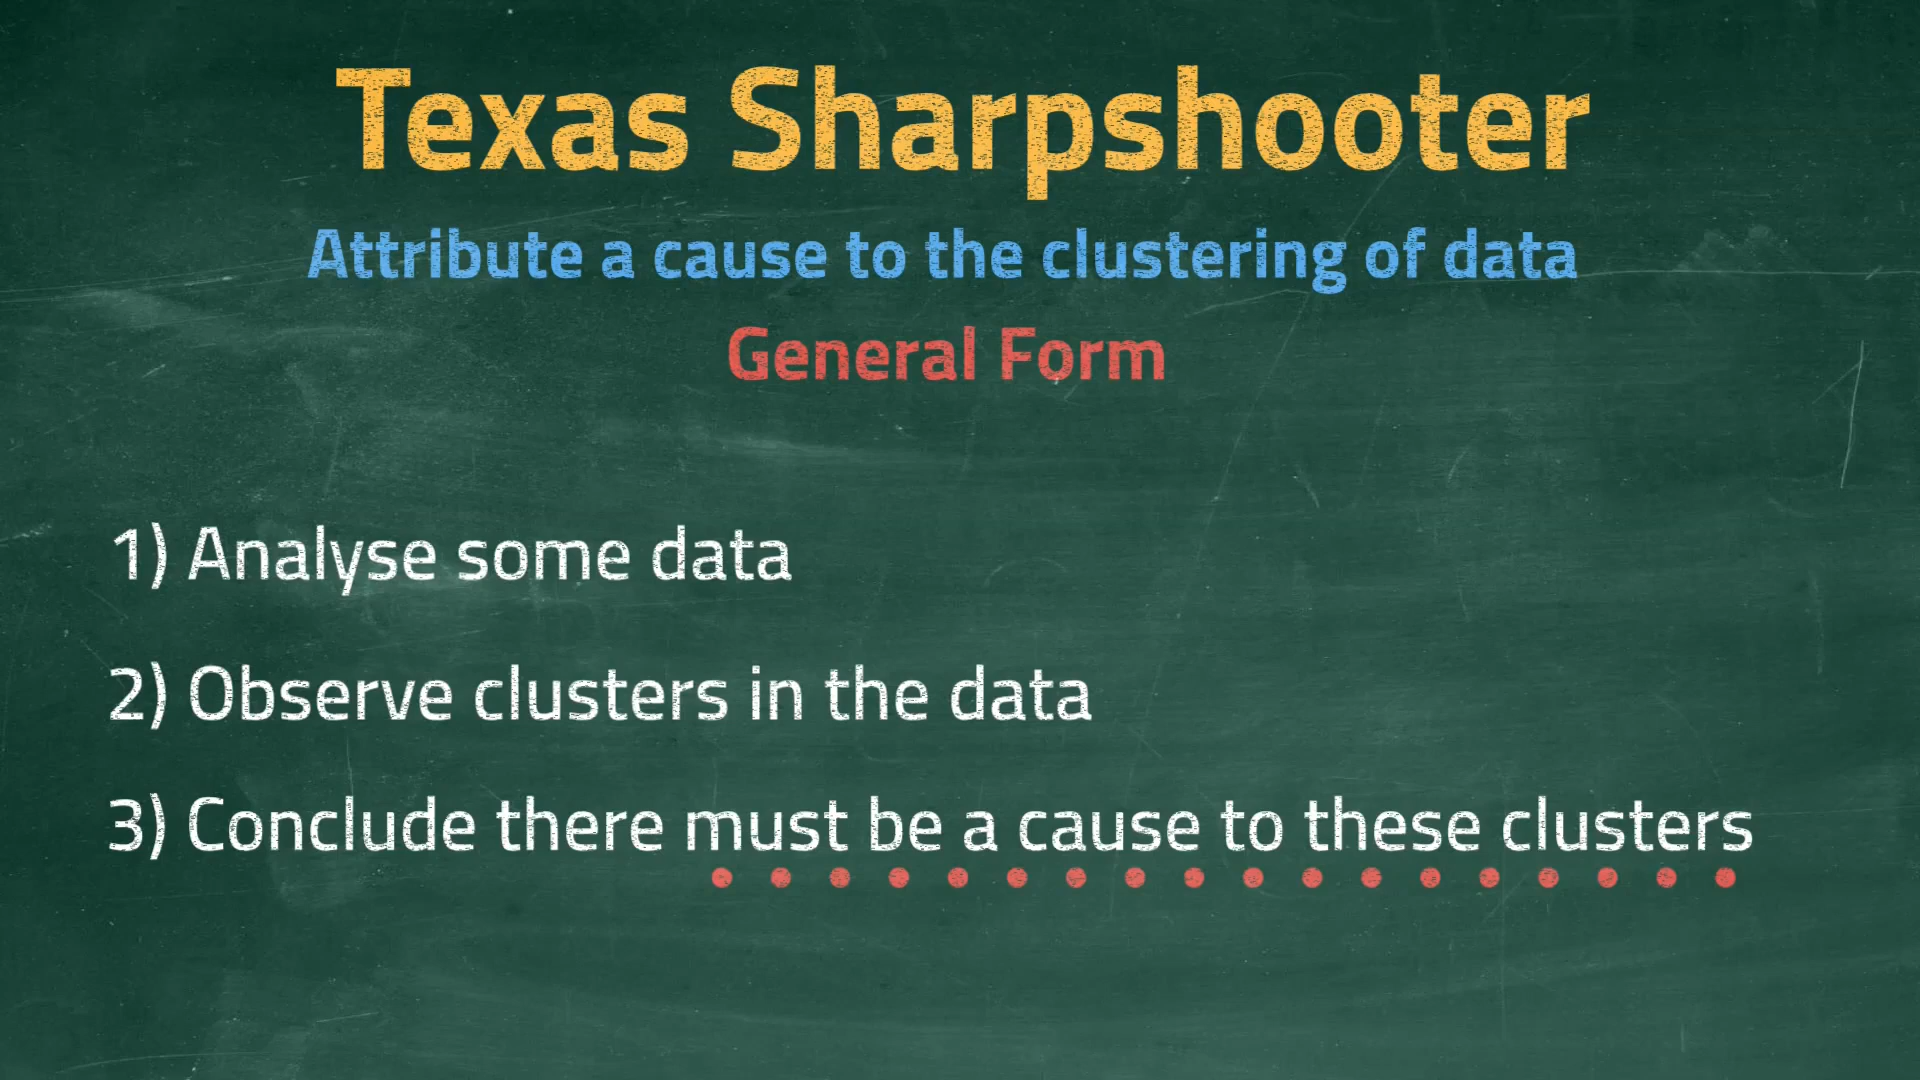 Texas Sharpshooter
Attribute a cause to the clustering of data
General Form
1) Analyse some data
2) Observe clusters in the data
3) Conclude there must be a cause to these clusters